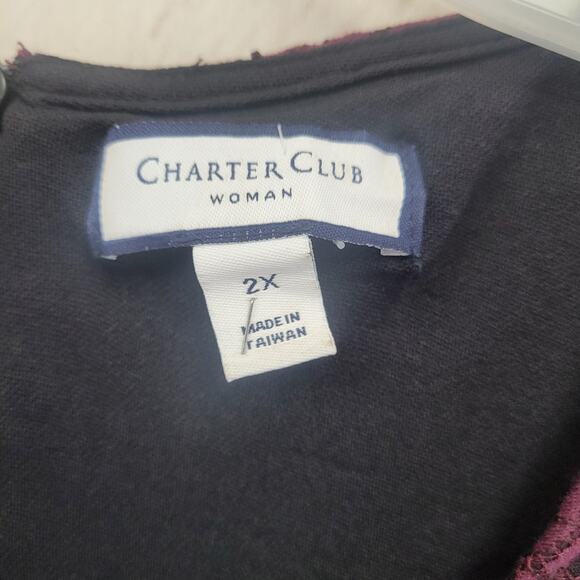 CHARTER CLUB
WOMAN
2X
MADE IN
TAIWAN